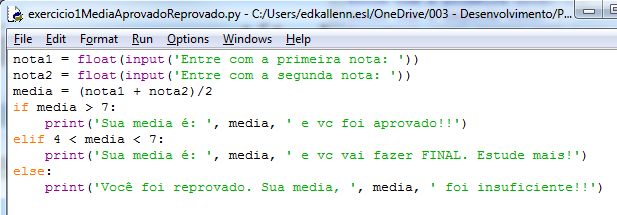 exercicio1MediaAprovadoReprovado.py - C:/Users/edkallenn.esl/OneDrive/003 - Desenvolvimento/P...
File Edit Format Run Options Windows Help
nota1 = float(input('Entre com a primeira nota: '))
nota2 = float(input('Entre com a segunda nota: '))
media = (nota1 + nota2)/2
if media > 7:
    print('Sua media é: ', media, ' e vc foi aprovado!!')
elif 4 < media < 7:
    print('Sua media é: ', media, ' e vc vai fazer FINAL. Estude mais!')
else:
    print('Você foi reprovado. Sua media, ', media, ' foi insuficiente!!')